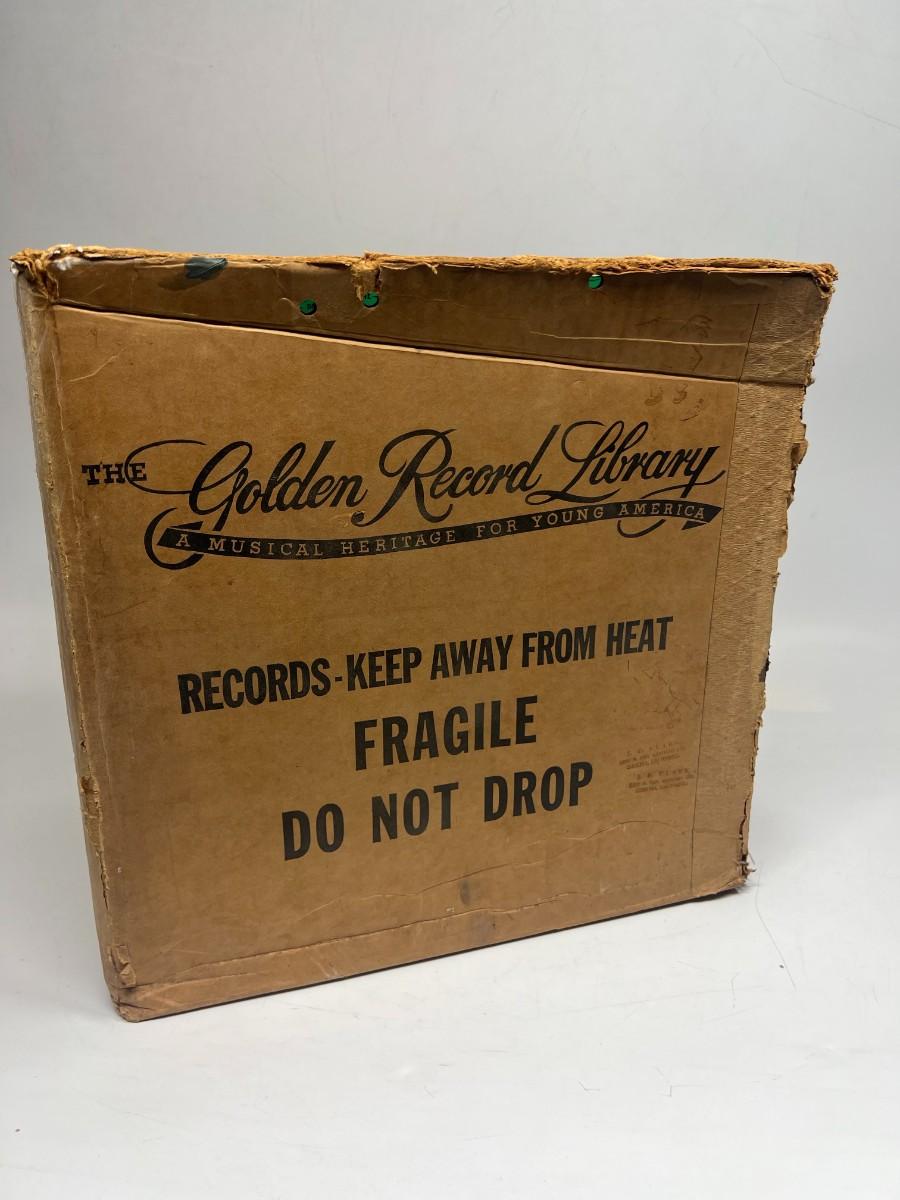 THE Golden Record Library
A MUSICAL HERITAGE FOR YOUNG AMERICA
RECORDS-KEEP AWAY FROM HEAT
FRAGILE
DO NOT DROP